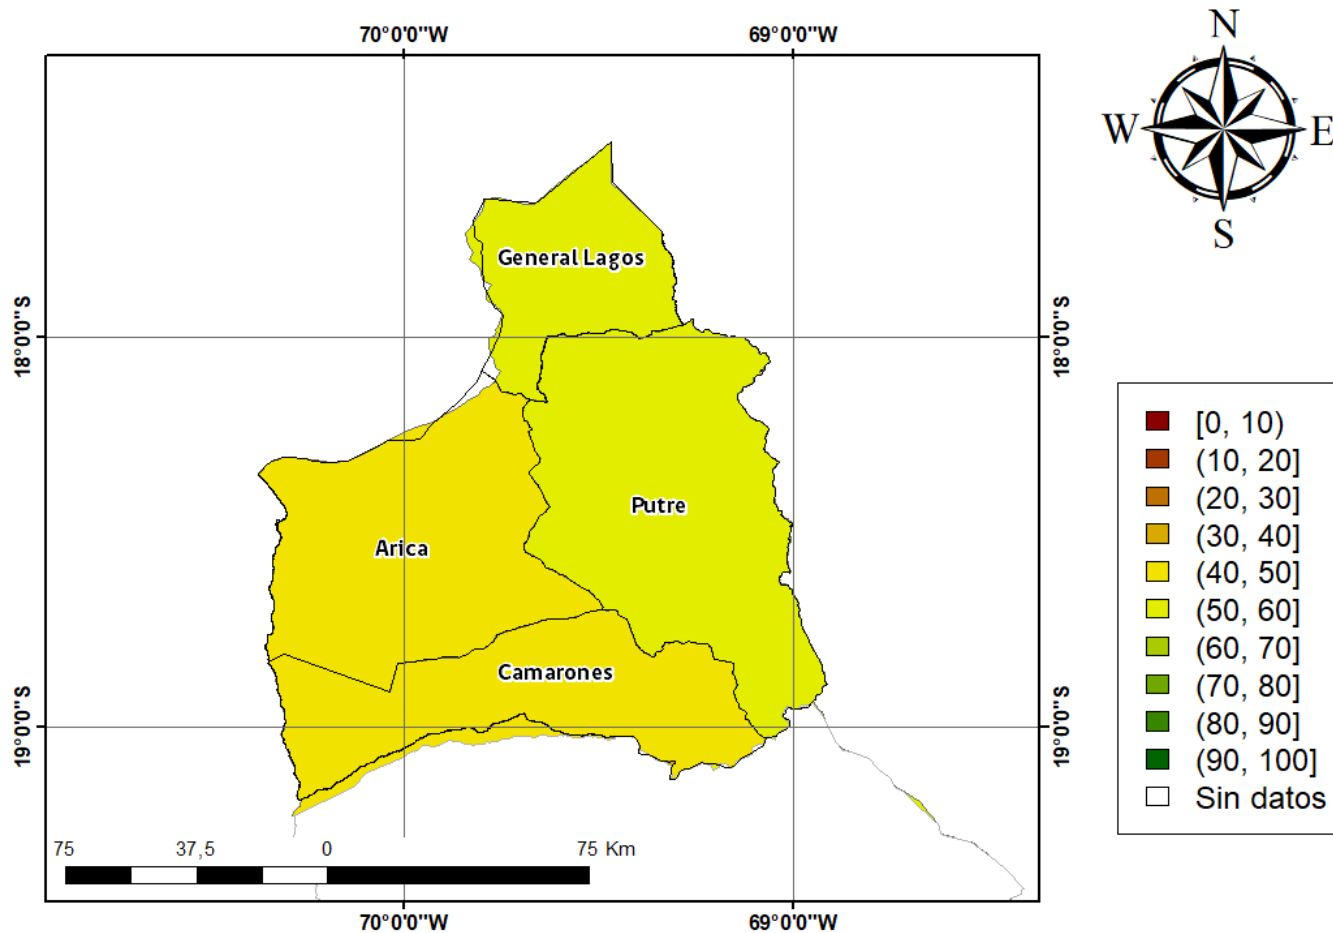 70°0'0"W 69°0'0"W
N
W E
S
General Lagos
18°0'0"S 18°0'0"S
Putre
Arica
Camarones
19°0'0"S 19°0'0"S
75 37,5 0 75 Km
70°0'0"W 69°0'0"W
[0, 10)
(10, 20]
(20, 30]
(30, 40]
(40, 50]
(50, 60]
(60, 70]
(70, 80]
(80, 90]
(90, 100]
Sin datos